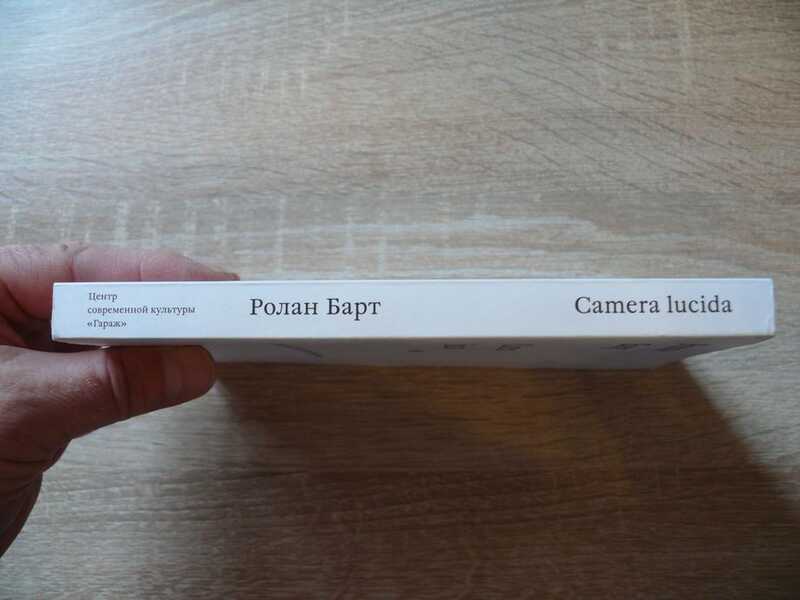 Центр
современной культуры
«Гараж»
Ролан Барт
Camera lucida